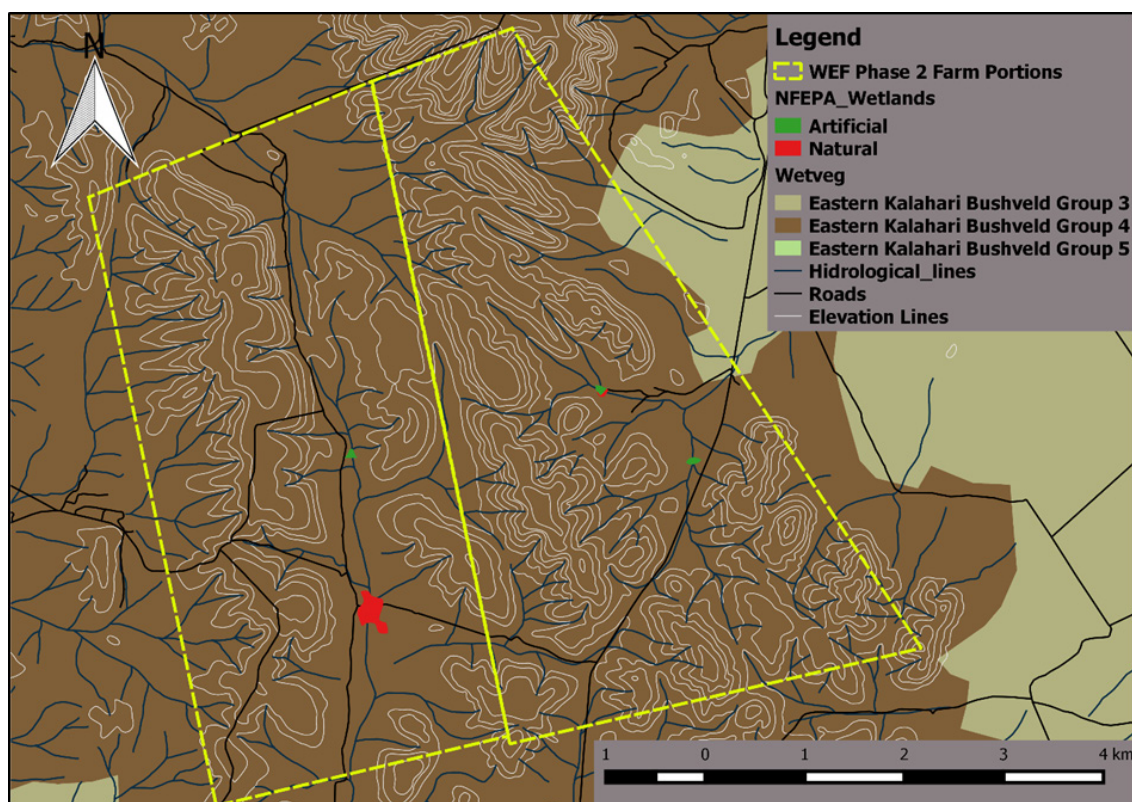 N
Legend
WEF Phase 2 Farm Portions
NFEPA_Wetlands
Artificial
Natural
Wetveg
Eastern Kalahari Bushveld Group 3
Eastern Kalahari Bushveld Group 4
Eastern Kalahari Bushveld Group 5
Hidrological_lines
Roads
Elevation Lines
1 0 1 2 3 4 km